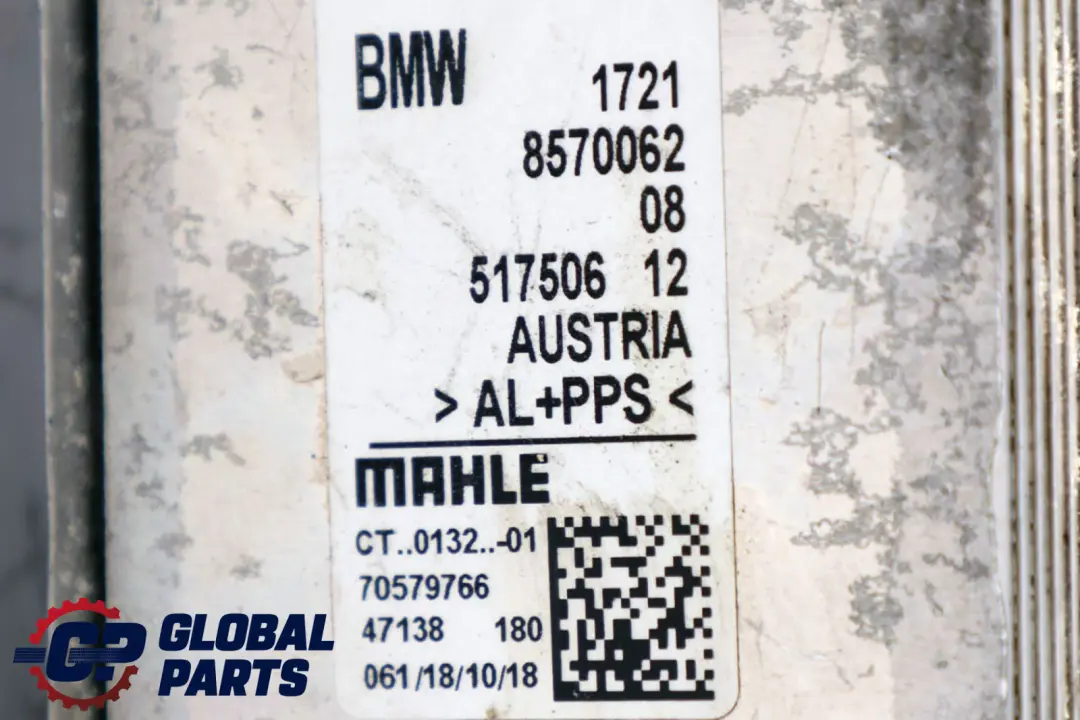 BMW 1721
8570062
08
517506 12
AUSTRIA
>AL+PPS<
MAHLE
CT..0132..-01
70579766
47138 180
061/18/10/18
GP GLOBAL
PARTS